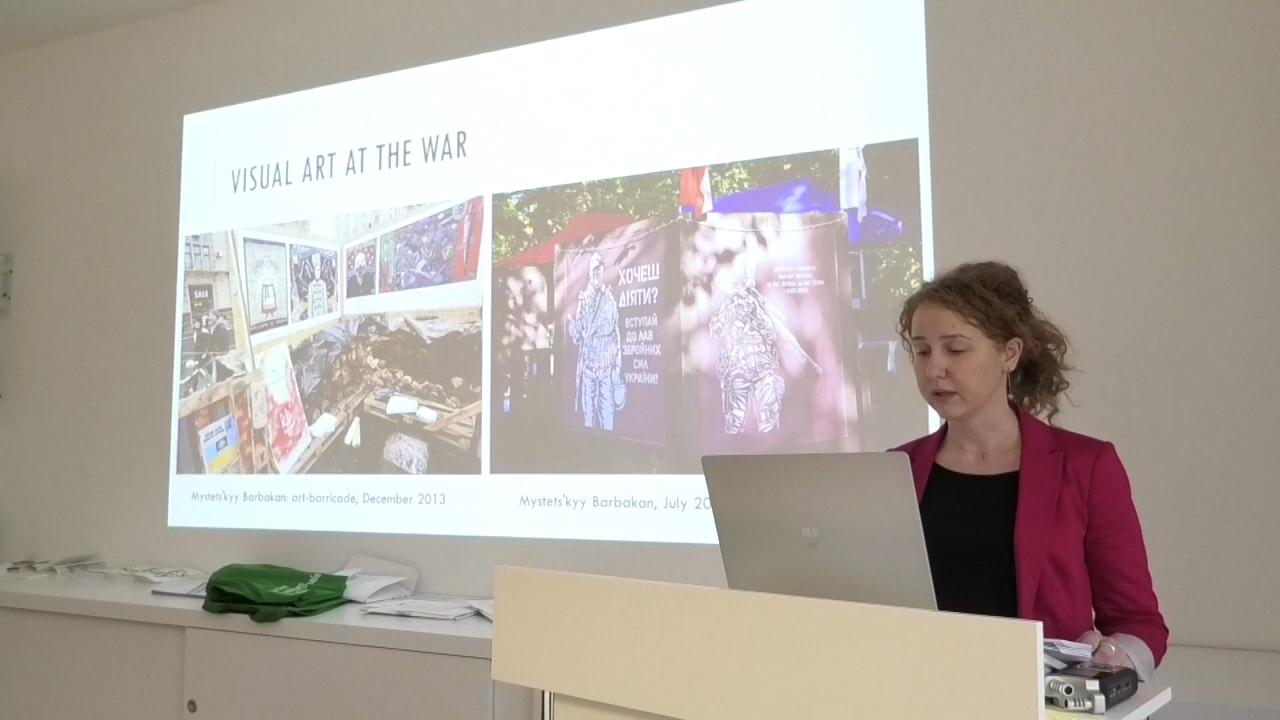 VISUAL ART AT THE WAR
ХОЧЕШ
ДІЯТИ?
ВСТУПАЙ
ДО ЛАВ
ЗБРОЙНИХ
СИЛ
УКРАЇНИ!
Mystets'kyy Barbakan: art-barricade, December 2013
Mystets'kyy Barbakan, July 20